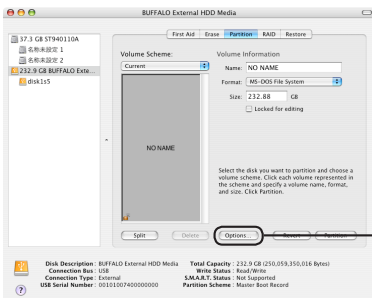 BUFFALO External HDD Media
37.3 GB ST940110A
名称未設定 1
名称未設定 2
232.9 GB BUFFALO Exte...
disk1s5
First Aid Erase Partition RAID Restore
Volume Scheme:
Current
NO NAME
Volume Information
Name: NO NAME
Format: MS-DOS File System
Size: 232.88 GB
Locked for editing
Select the disk you want to partition and choose a
volume scheme. Click each volume represented in
the scheme and specify a volume name, format,
and size. Click Partition.
Split Delete Options... Revert Partition
Disk Description : BUFFALO External HDD Media
Connection Bus : USB
Connection Type : External
USB Serial Number : 00101007400000000
Total Capacity : 232.9 GB (250,059,350,016 Bytes)
Write Status : Read/Write
S.M.A.R.T. Status : Not Supported
Partition Scheme : Master Boot Record
?